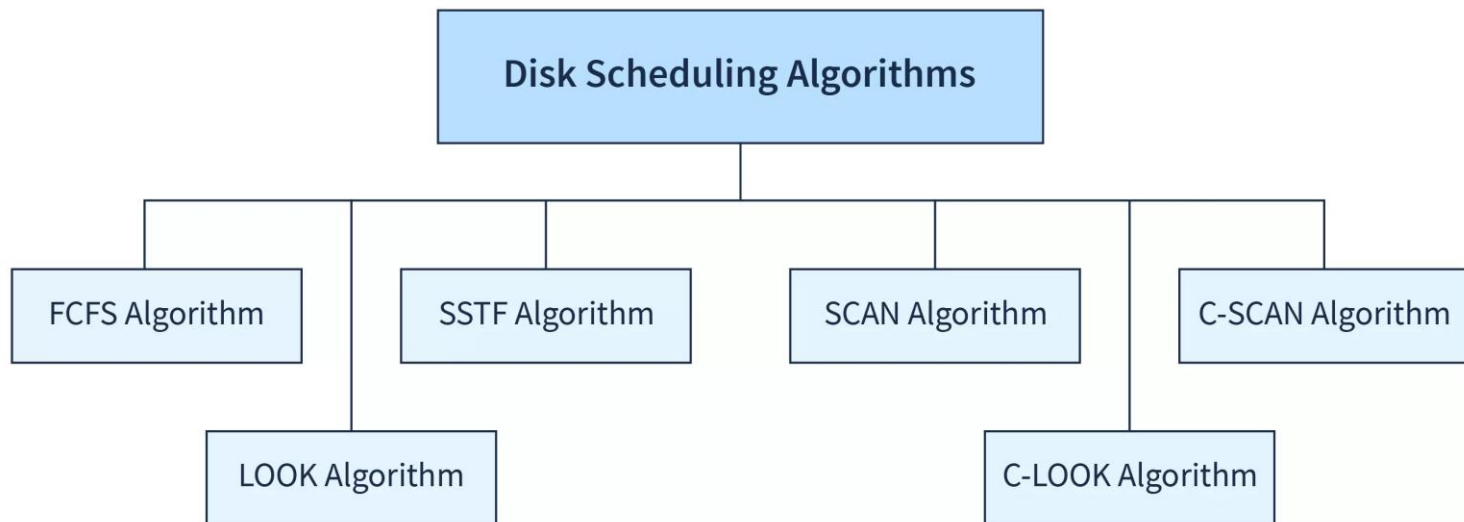 Disk Scheduling Algorithms
FCFS Algorithm
SSTF Algorithm
SCAN Algorithm
C-SCAN Algorithm
LOOK Algorithm
C-LOOK Algorithm